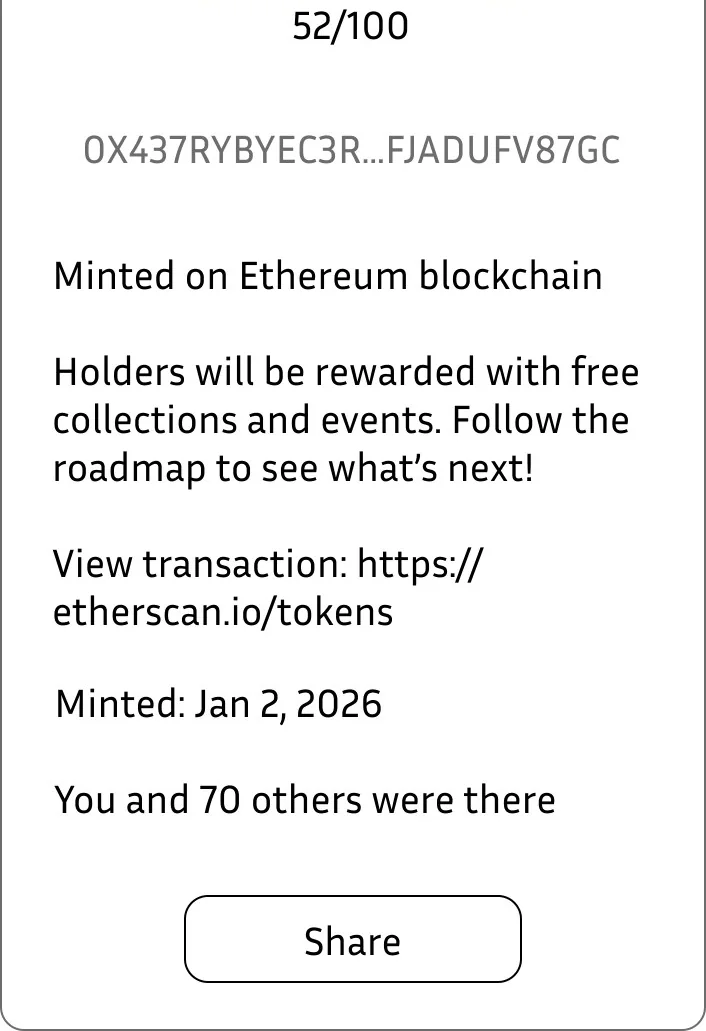 52/100
0X437RYBYEC3R...FJADUFV87GC
Minted on Ethereum blockchain
Holders will be rewarded with free
collections and events. Follow the
roadmap to see what’s next!
View transaction: https://
etherscan.io/tokens
Minted: Jan 2, 2026
You and 70 others were there
Share